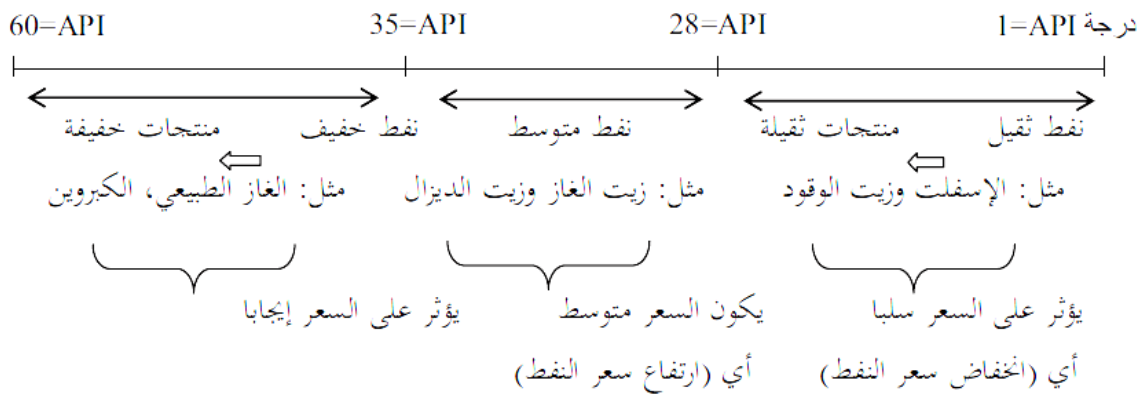 درجة API=1 API=28 API=35 API=60
نفط ثقيل منتجات ثقيلة نفط متوسط نفط خفيف منتجات خفيفة
مثل: الإسفلت وزيت الوقود مثل: زيت الغاز وزيت الديزال مثل: الغاز الطبيعي، الكبروين
يؤثر على السعر سلبا يكون السعر متوسط يؤثر على السعر إيجابا
أي (انخفاض سعر النفط) أي (ارتفاع سعر النفط)